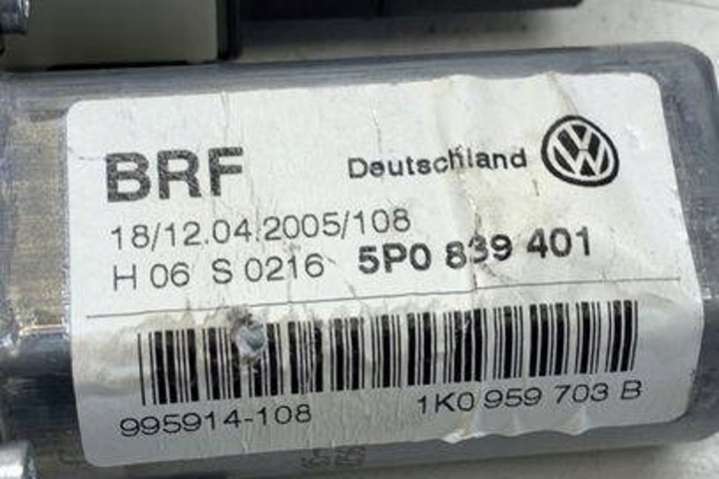 BRF Deutschland
18/12.04.2005/108
H 06 S 0216 5P0 839 401
995914-108 1K0 959 703 B